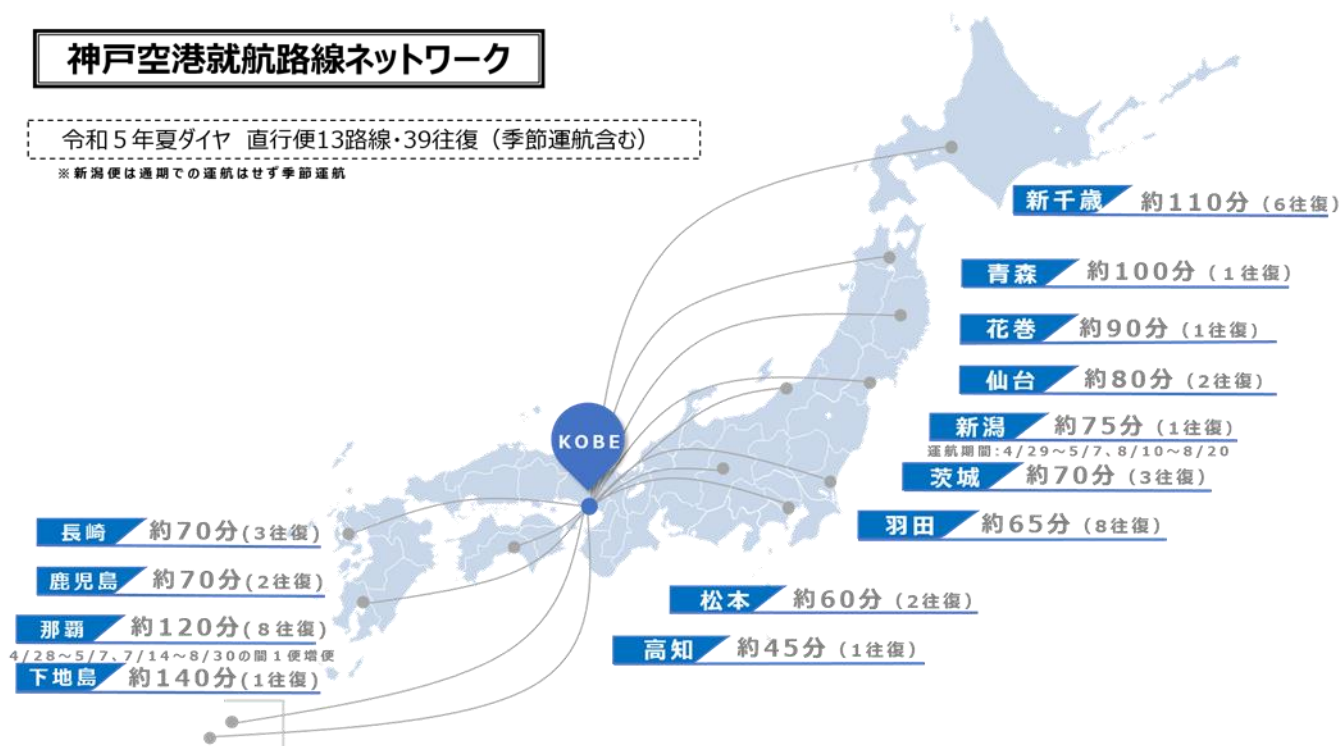 神戸空港就航路線ネットワーク
令和5年夏ダイヤ 直行便13路線・39往復（季節運航含む）
※新潟便は通期での運航はせず季節運航
新千歳 約110分（6往復）
青森 約100分（1往復）
花巻 約90分（1往復）
仙台 約80分（2往復）
新潟 約75分（1往復）
運航期間：4/29～5/7、8/10～8/20
茨城 約70分（3往復）
羽田 約65分（8往復）
松本 約60分（2往復）
高知 約45分（1往復）
KOBE
長崎 約70分(3往復)
鹿児島 約70分(2往復)
那覇 約120分(8往復)
4/28～5/7、7/14～8/30の間1便増便
下地島 約140分(1往復)